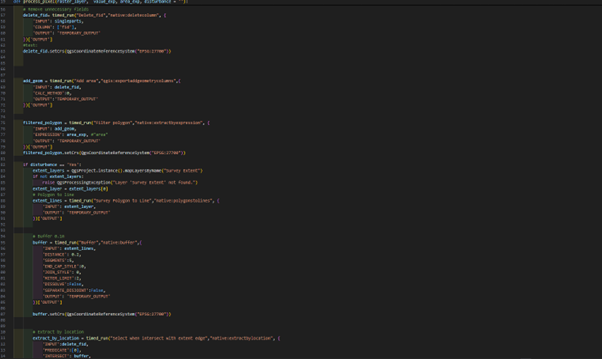 def process_pixel(raster_layer, value_exp, area_exp, disturbance = ""):
# Remove unnecessary fields
delete_fid= timed_run("Delete_fid","native:deletecolumn", {
"INPUT": singleparts,
"COLUMN": ["fid"],
"OUTPUT":"TEMPORARY_OUTPUT"
})["OUTPUT"]
delete_fid.setCrs(QgsCoordinateReferenceSystem("EPSG:27700"))
add_geom = timed_run("Add area","qgis:exportaddgeometrycolumns",{
"INPUT": delete_fid,
"CALC_METHOD":0,
"OUTPUT":"TEMPORARY_OUTPUT"
})["OUTPUT"]
filtered_polygon = timed_run("Filter polygon","native:extractbyexpression", {
"INPUT": add_geom,
"EXPRESSION": area_exp, #"area"
"OUTPUT": "TEMPORARY_OUTPUT"
})["OUTPUT"]
filtered_polygon.setCrs(QgsCoordinateReferenceSystem("EPSG:27700"))
if disturbance == 'Yes':
extent_layers = QgsProject.instance().mapLayersByName("Survey Extent")
if not extent_layers:
raise QgsProcessingException("Layer 'Survey Extent' not found.")
extent_layer = extent_layers[0]
# Polygon to line
extent_lines = timed_run("Survey Polygon to Line","native:polygonstolines", {
"INPUT": extent_layer,
"OUTPUT": "TEMPORARY_OUTPUT"
})["OUTPUT"]
# Buffer
buffer = timed_run("Buffer","native:buffer",{
"INPUT": extent_lines,
"DISTANCE": 0.2,
"SEGMENTS":5,
"END_CAP_STYLE":0,
"JOIN_STYLE": 0,
"MITER_LIMIT":2,
"DISSOLVE":False,
"SEPARATE_DISJOINT":False,
"OUTPUT": "TEMPORARY_OUTPUT"
})["OUTPUT"]
buffer.setCrs(QgsCoordinateReferenceSystem("EPSG:27700"))
# Extract by location
extract_by_location = timed_run("Select when intersect with extent edge","native:extractbylocation", {
"INPUT":delete_fid,
"PREDICATE":[0],
"INTERSECT": buffer,